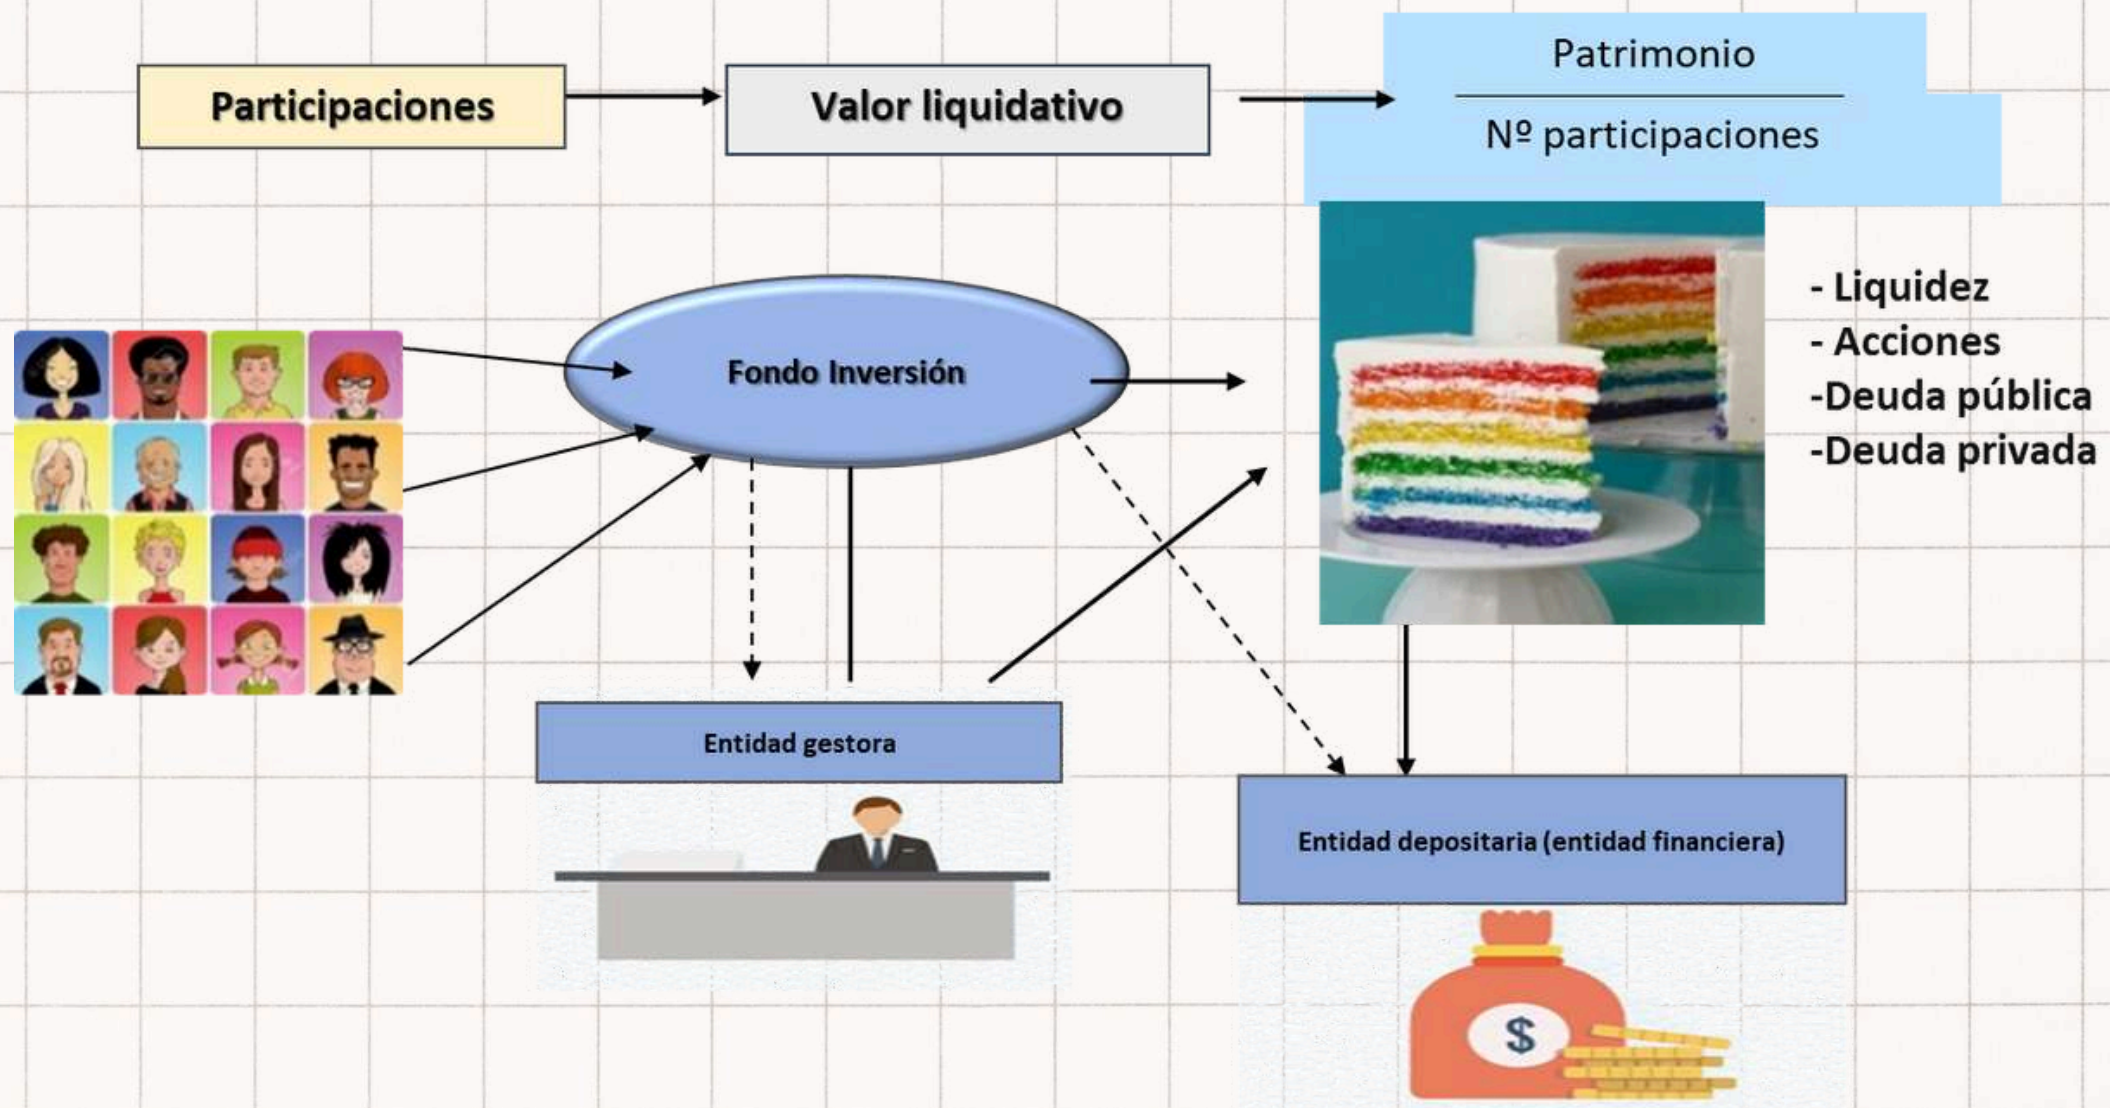 Participaciones
Valor liquidativo
Patrimonio
Nº participaciones
- Liquidez
- Acciones
-Deuda pública
-Deuda privada
Fondo Inversión
Entidad gestora
Entidad depositaria (entidad financiera)
$